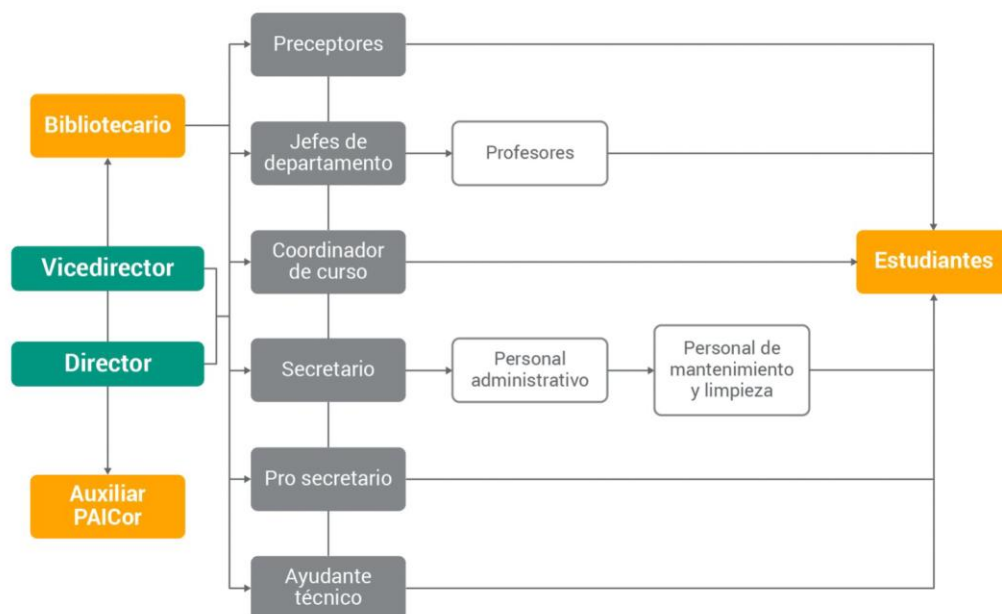 Preceptores
Bibliotecario
Jefes de
departamento
Profesores
Vicedirector
Coordinador
de curso
Estudiantes
Director
Secretario
Personal
administrativo
Personal de
mantenimiento
y limpieza
Auxiliar
PAICor
Pro secretario
Ayudante
técnico